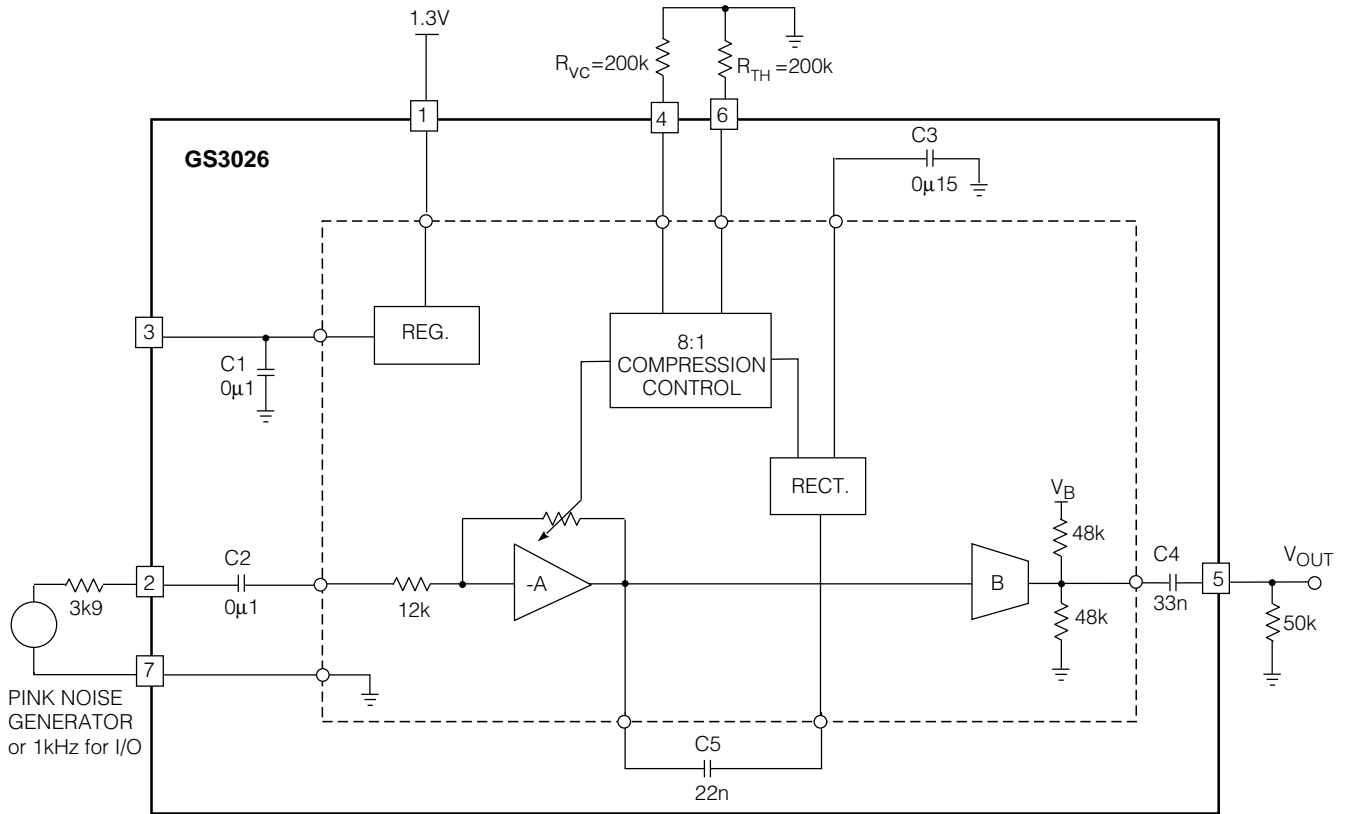 1.3V
R_VC=200k
R_TH =200k
1
4
6
GS3026
C3
0µ15
3
REG.
C1
0µ1
8:1
COMPRESSION
CONTROL
RECT.
V_B
48k
2
C2
0µ1
3k9
12k
-A
B
48k
C4
33n
5
V_OUT
50k
7
PINK NOISE
GENERATOR
or 1kHz for I/O
C5
22n